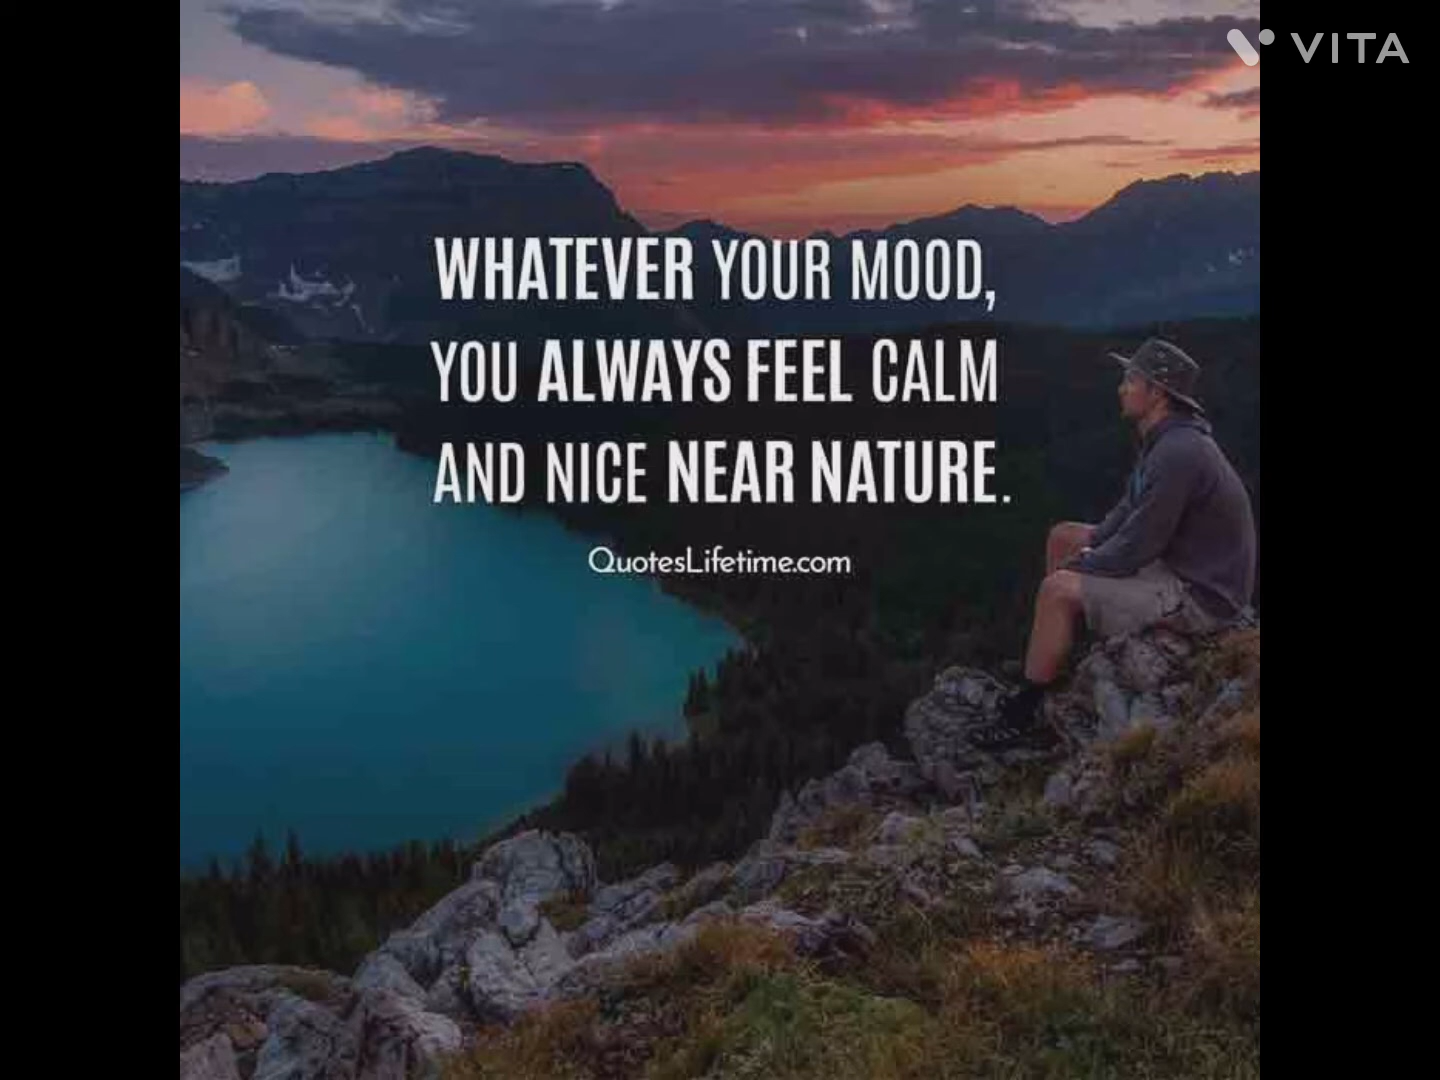 VITA
WHATEVER YOUR MOOD,
YOU ALWAYS FEEL CALM
AND NICE NEAR NATURE.
QuotesLifetime.com